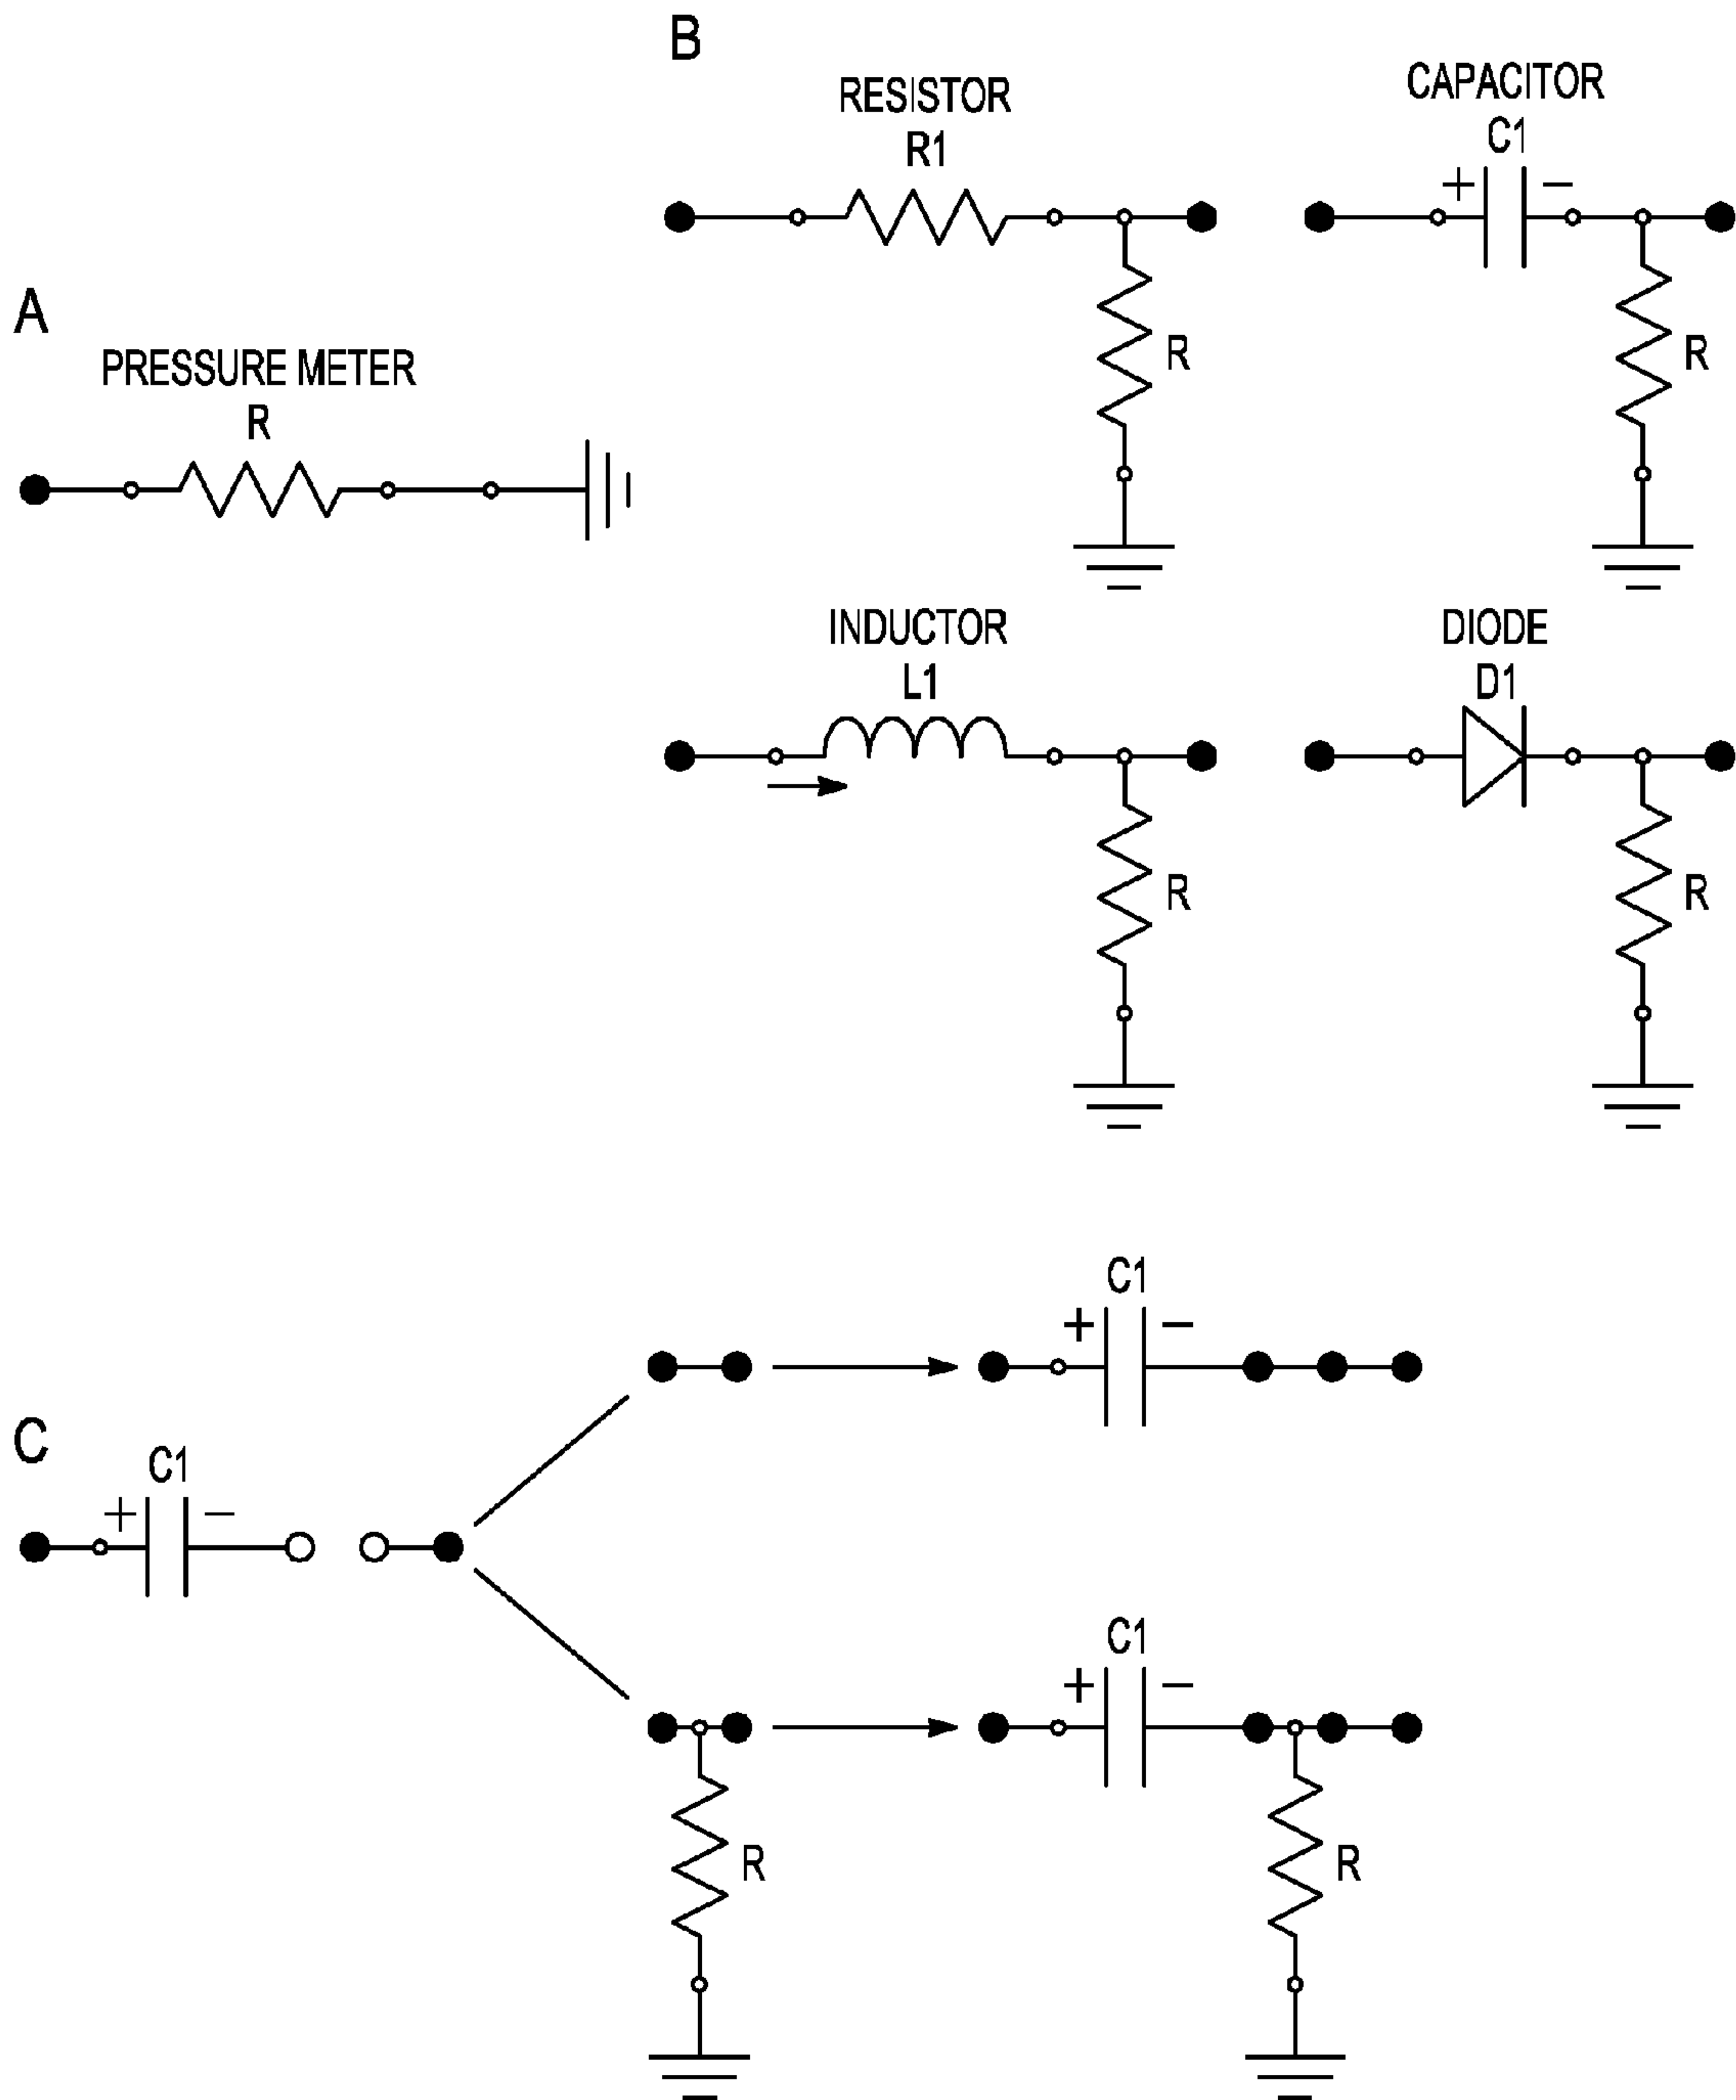 A
PRESSURE METER
R
B
RESISTOR
R1
R
CAPACITOR
C1
+ −
R
INDUCTOR
L1
R
DIODE
D1
R
C
C1
+ −
C1
+ −
C1
+ −
R
R